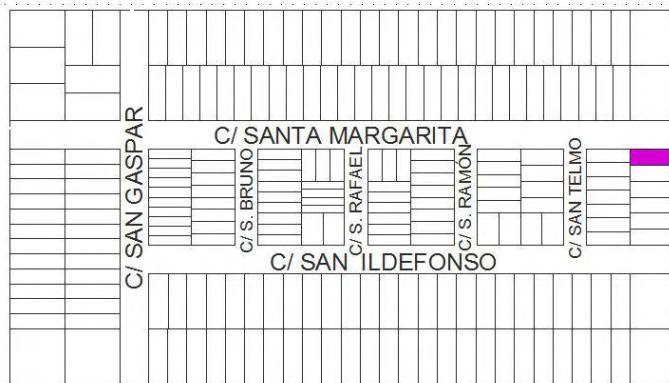 C/ SANTA MARGARITA
C/ SAN GASPAR
C/ S. BRUNO
C/ S. RAFAEL
C/ S. RAMÓN
C/ SAN TELMO
C/ SAN ILDEFONSO